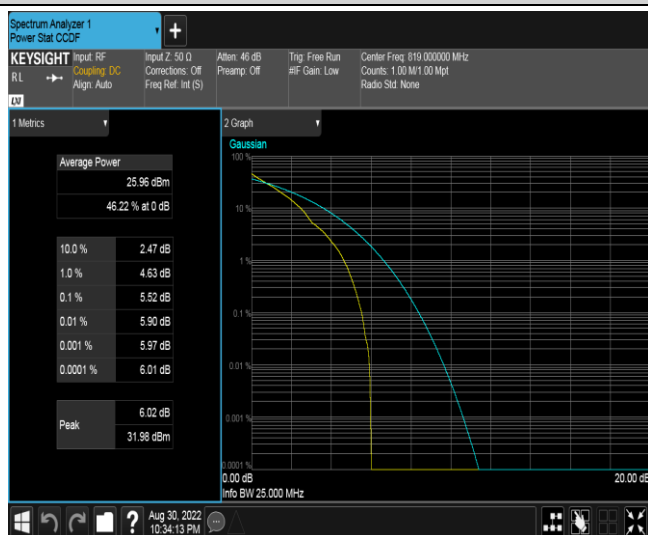 Spectrum Analyzer 1
Power Stat CCDF
+
KEYSIGHT
RL
LXI
Input: RF
Coupling: DC
Align: Auto
Input Z: 50 Ω
Corrections: Off
Freq Ref: Int (S)
Atten: 46 dB
Preamp: Off
Trig: Free Run
#IF Gain: Low
Center Freq: 819.000000 MHz
Counts: 1.00 M/1.00 Mpt
Radio Std: None
1 Metrics
Average Power
25.96 dBm
46.22 % at 0 dB
10.0 % 2.47 dB
1.0 % 4.63 dB
0.1 % 5.52 dB
0.01 % 5.90 dB
0.001 % 5.97 dB
0.0001 % 6.01 dB
Peak
6.02 dB
31.98 dBm
2 Graph
Gaussian
100 %
10 %
1 %
0.1 %
0.01 %
0.001 %
0.0001 %
0.00 dB
20.00 dB
Info BW 25.000 MHz
?
Aug 30, 2022
10:34:13 PM